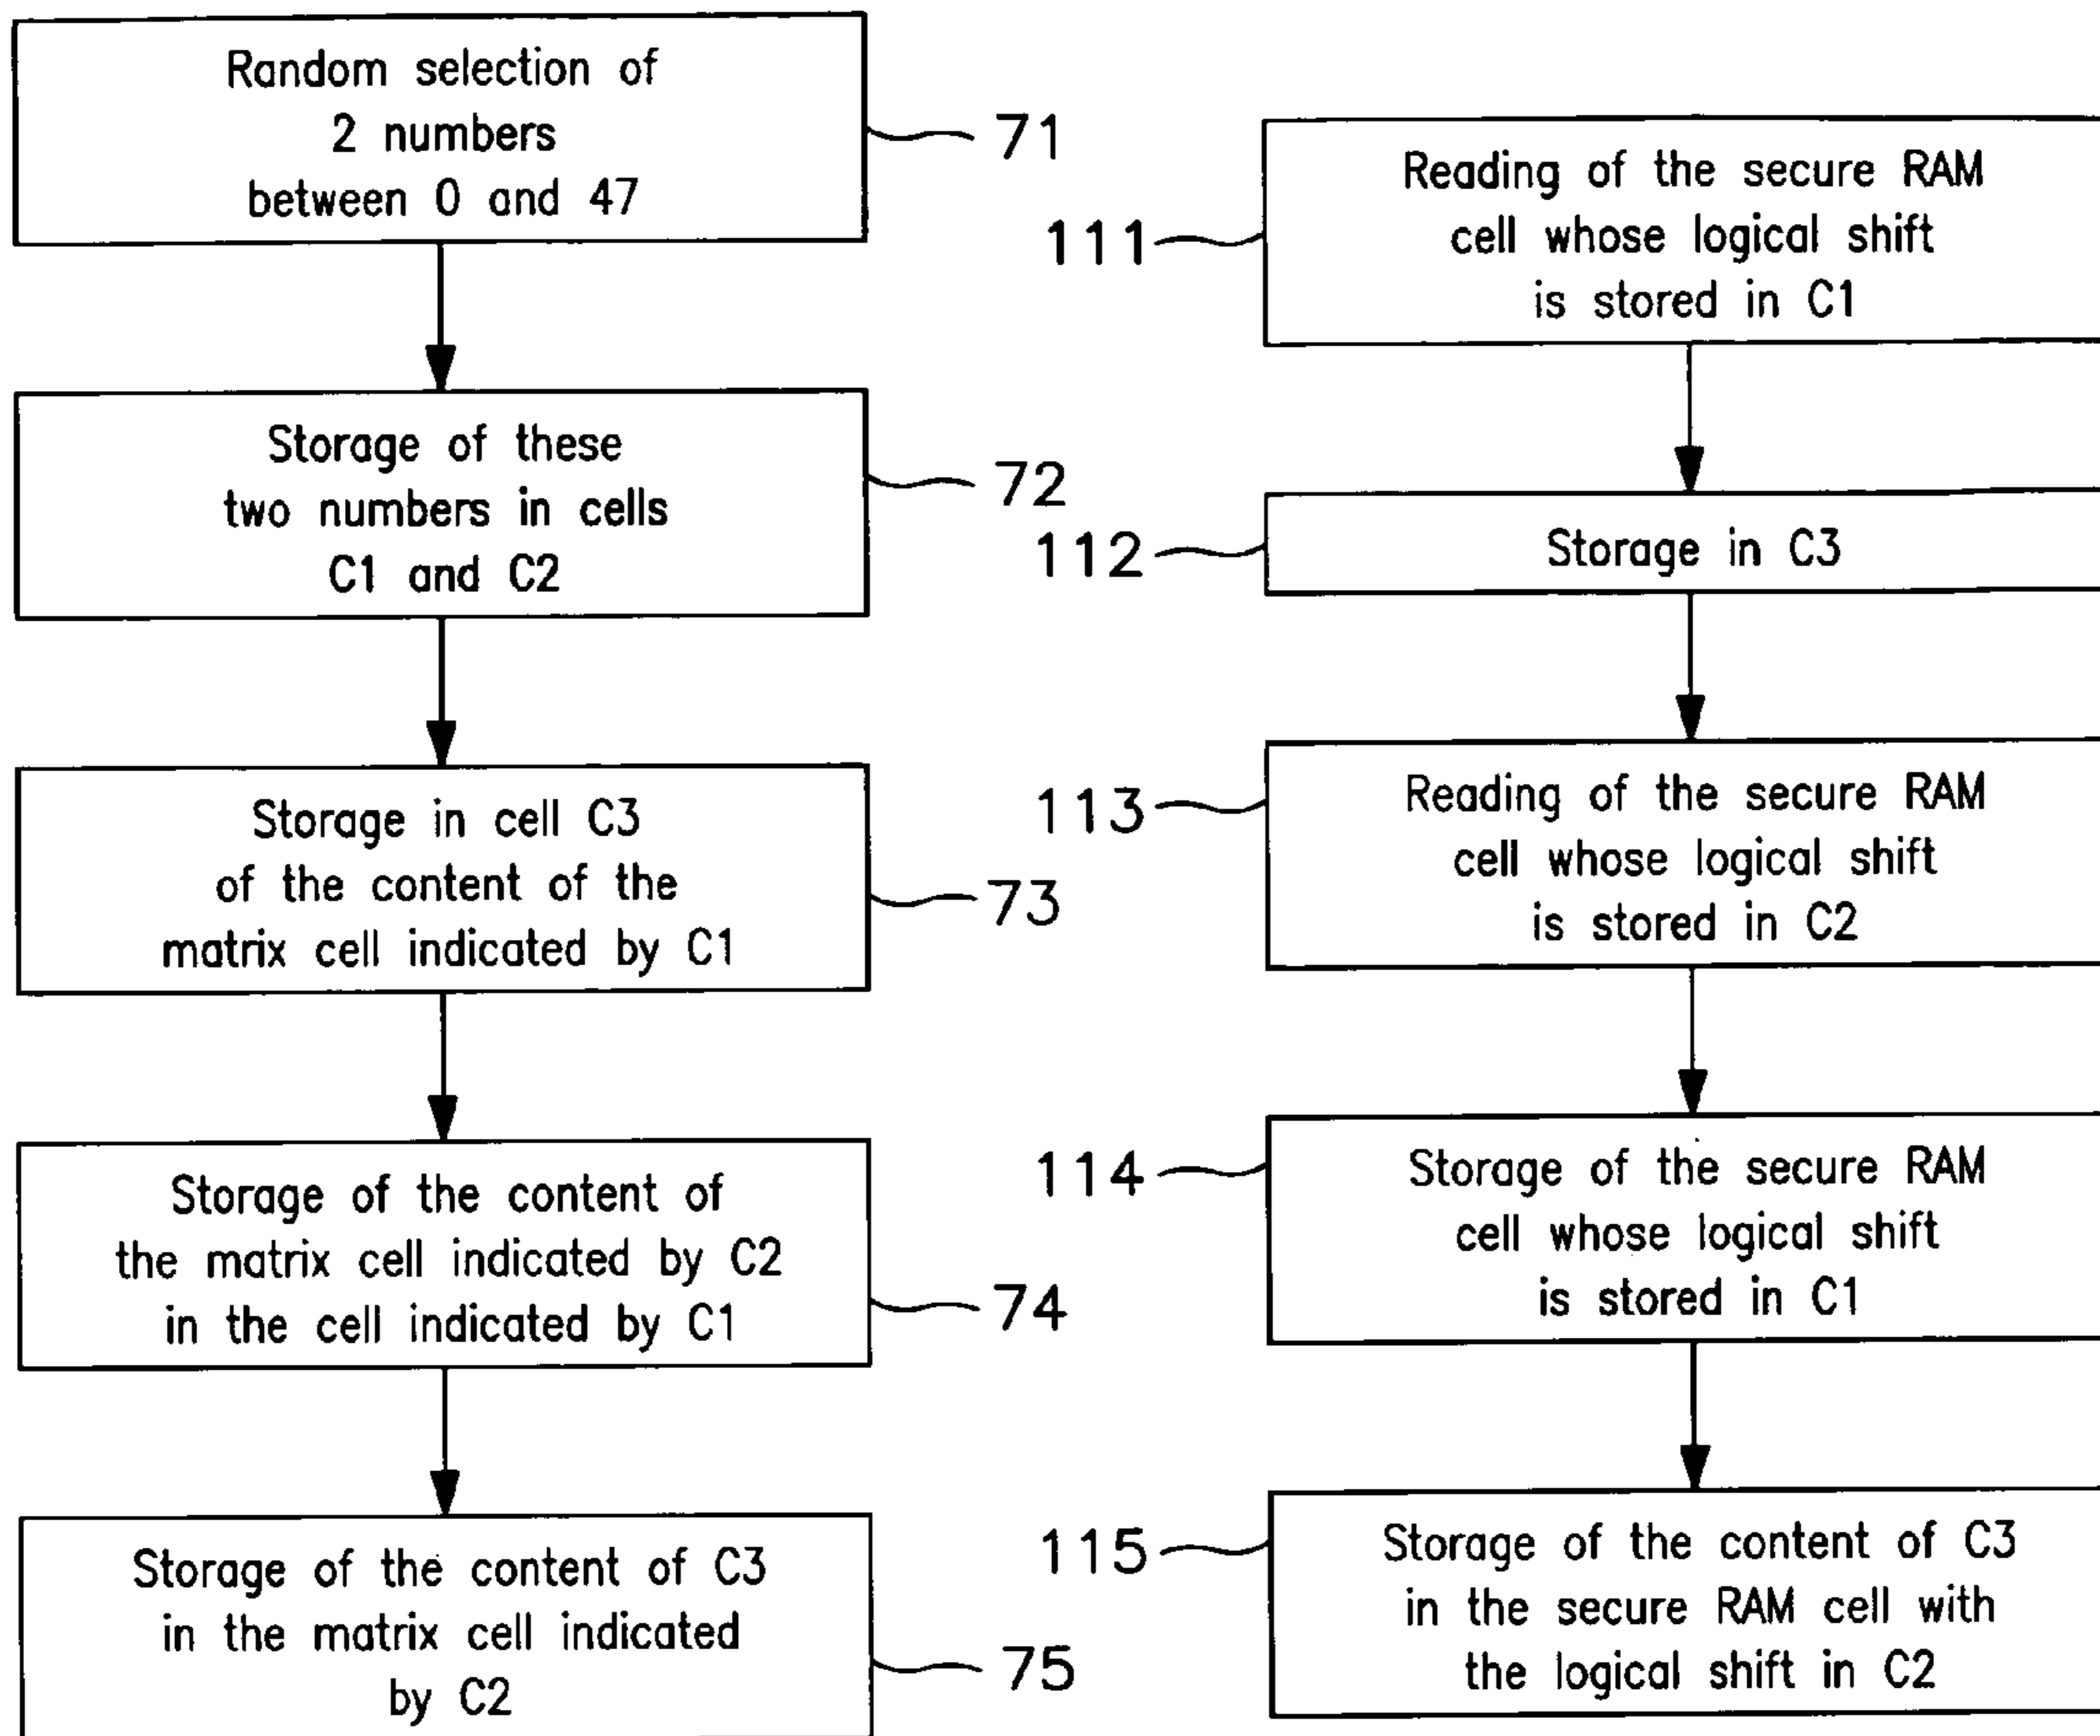 Random selection of
2 numbers
between 0 and 47
71
Storage of these
two numbers in cells
C1 and C2
72
Storage in cell C3
of the content of the
matrix cell indicated by C1
73
Storage of the content of
the matrix cell indicated by C2
in the cell indicated by C1
74
Storage of the content of C3
in the matrix cell indicated
by C2
75
111
Reading of the secure RAM
cell whose logical shift
is stored in C1
112
Storage in C3
113
Reading of the secure RAM
cell whose logical shift
is stored in C2
114
Storage of the secure RAM
cell whose logical shift
is stored in C1
115
Storage of the content of C3
in the secure RAM cell with
the logical shift in C2